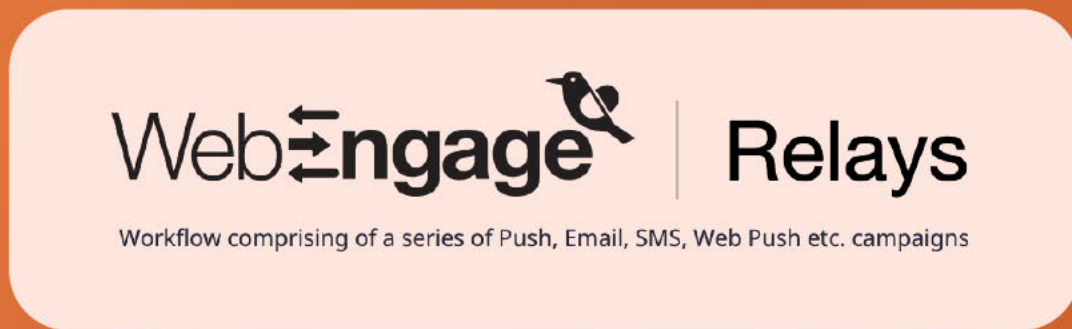 WebEngage | Relays
Workflow comprising of a series of Push, Email, SMS, Web Push etc. campaigns